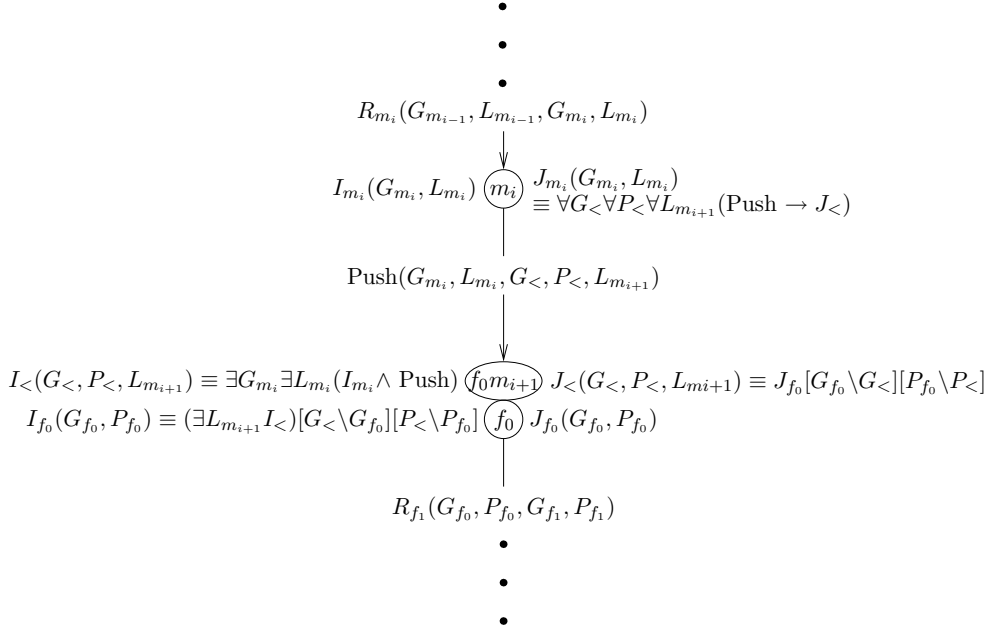 R_{m_i}(G_{m_{i-1}}, L_{m_{i-1}}, G_{m_i}, L_{m_i})
I_{m_i}(G_{m_i}, L_{m_i}) m_i J_{m_i}(G_{m_i}, L_{m_i})
≡ ∀G_<∀P_<∀L_{m_{i+1}}(Push → J_<)
Push(G_{m_i}, L_{m_i}, G_<, P_<, L_{m_{i+1}})
I_<(G_<, P_<, L_{m_{i+1}}) ≡ ∃G_{m_i}∃L_{m_i}(I_{m_i}∧ Push) f_0m_{i+1} J_<(G_<, P_<, L_{mi+1}) ≡ J_{f_0}[G_{f_0}\G_<][P_{f_0}\P_<]
I_{f_0}(G_{f_0}, P_{f_0}) ≡ (∃L_{m_{i+1}}I_<)[G_<\G_{f_0}][P_<\P_{f_0}] f_0 J_{f_0}(G_{f_0}, P_{f_0})
R_{f_1}(G_{f_0}, P_{f_0}, G_{f_1}, P_{f_1})